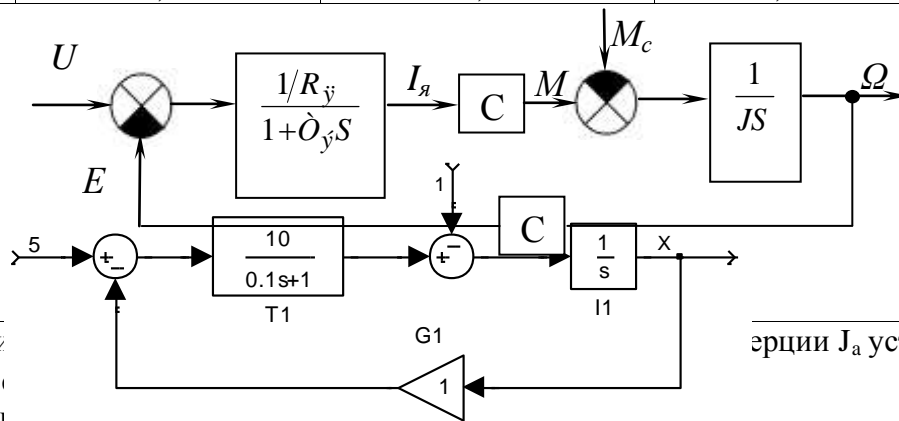 U
1/R_ÿ
1+Ò_ýS
I_я
C
M
M_c
1
JS
Ω
E
C
1
5
+
−
10
0.1s+1
T1
−
+
1
s
I1
X
G1
1
ерции J_a уст